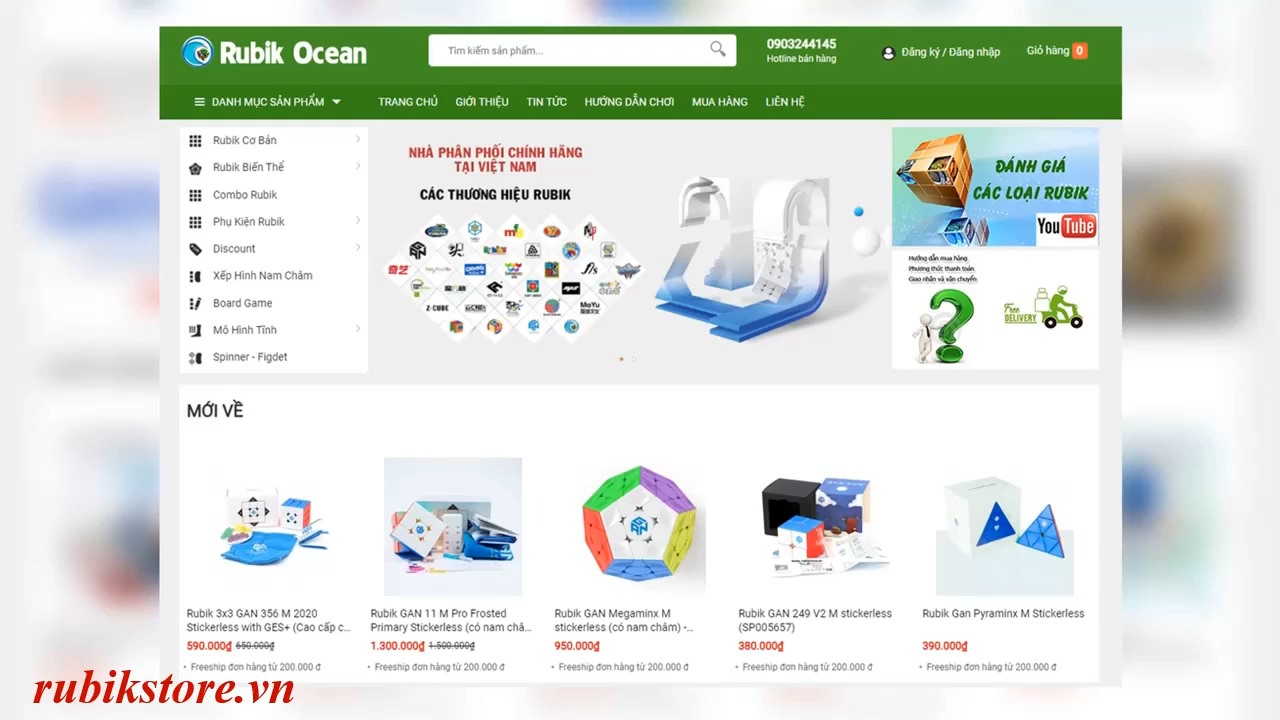 Rubik Ocean
Tìm kiếm sản phẩm...
0903244145
Hotline bán hàng
Đăng ký / Đăng nhập
Giỏ hàng 0
DANH MỤC SẢN PHẨM
TRANG CHỦ GIỚI THIỆU TIN TỨC HƯỚNG DẪN CHƠI MUA HÀNG LIÊN HỆ
Rubik Cơ Bản
Rubik Biến Thể
Combo Rubik
Phụ Kiện Rubik
Discount
Xếp Hình Nam Châm
Board Game
Mô Hình Tĩnh
Spinner - Figdet
NHÀ PHÂN PHỐI CHÍNH HÃNG
TẠI VIỆT NAM
CÁC THƯƠNG HIỆU RUBIK
Z-CUBE
MoYu
ĐÁNH GIÁ
CÁC LOẠI RUBIK
YouTube
Hướng dẫn mua hàng
Phương thức thanh toán
Giao nhận và vận chuyển
Free
DELIVERY
MỚI VỀ
Rubik 3x3 GAN 356 M 2020
Stickerless with GES+ (Cao cấp c...
590.000₫ 650.000₫
• Freeship đơn hàng từ 200.000 đ
Rubik GAN 11 M Pro Frosted
Primary Stickerless (có nam châ...
1.300.000₫ 1.500.000₫
• Freeship đơn hàng từ 200.000 đ
Rubik GAN Megaminx M
stickerless (có nam châm) -...
950.000₫
• Freeship đơn hàng từ 200.000 đ
Rubik GAN 249 V2 M stickerless
(SP005657)
380.000₫
• Freeship đơn hàng từ 200.000 đ
Rubik Gan Pyraminx M Stickerless
390.000₫
• Freeship đơn hàng từ 200.000 đ
rubikstore.vn